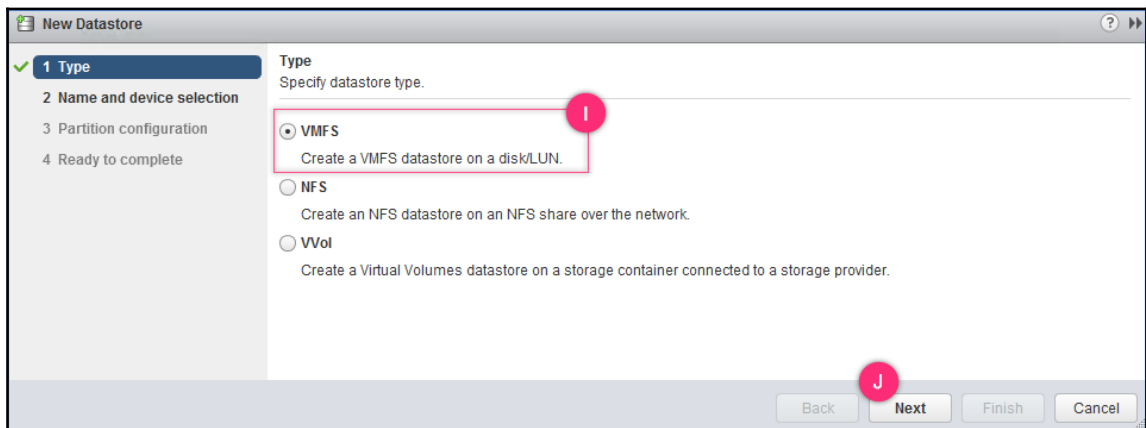 New Datastore
?
1 Type
2 Name and device selection
3 Partition configuration
4 Ready to complete
Type
Specify datastore type.
I
VMFS
Create a VMFS datastore on a disk/LUN.
NFS
Create an NFS datastore on an NFS share over the network.
VVol
Create a Virtual Volumes datastore on a storage container connected to a storage provider.
J
Back Next Finish Cancel